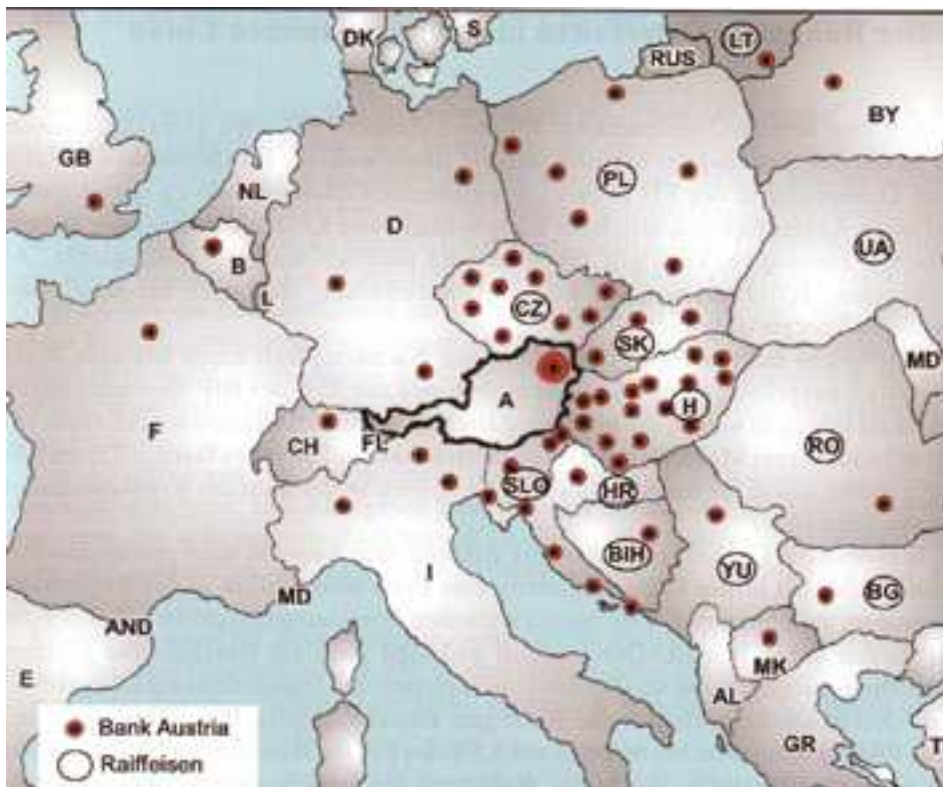 DK
S
LT
RUS
BY
GB
NL
PL
D
B
UA
L
CZ
SK
MD
A
H
F
CH
FL
RO
SLO
HR
BIH
YU
I
MD
BG
AND
MK
E
AL
GR
T
Bank Austria
Raiffeisen